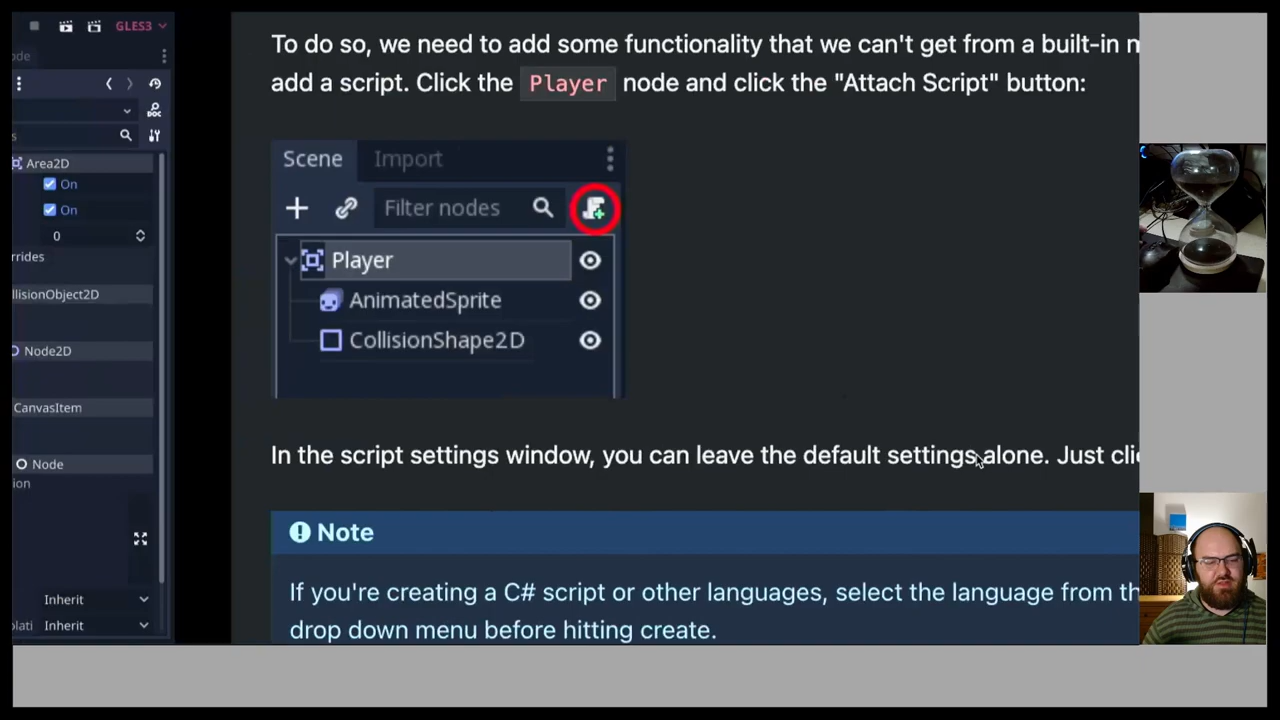 GLES3
Area2D
On
On
0
rrides
llisionObject2D
Node2D
CanvasItem
Node
ion
Inherit
Inherit
To do so, we need to add some functionality that we can't get from a built-in
add a script. Click the Player node and click the "Attach Script" button:
Scene Import
Filter nodes
Player
AnimatedSprite
CollisionShape2D
In the script settings window, you can leave the default settings alone. Just
Note
If you're creating a C# script or other languages, select the language from
drop down menu before hitting create.